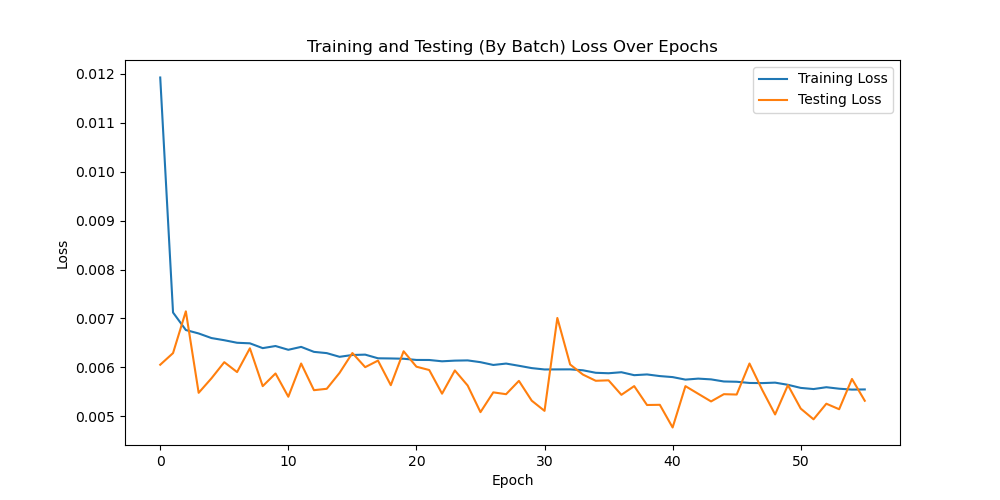 Training and Testing (By Batch) Loss Over Epochs
Training Loss
Testing Loss
0.012
0.011
0.010
0.009
0.008
0.007
0.006
0.005
Loss
0 10 20 30 40 50
Epoch